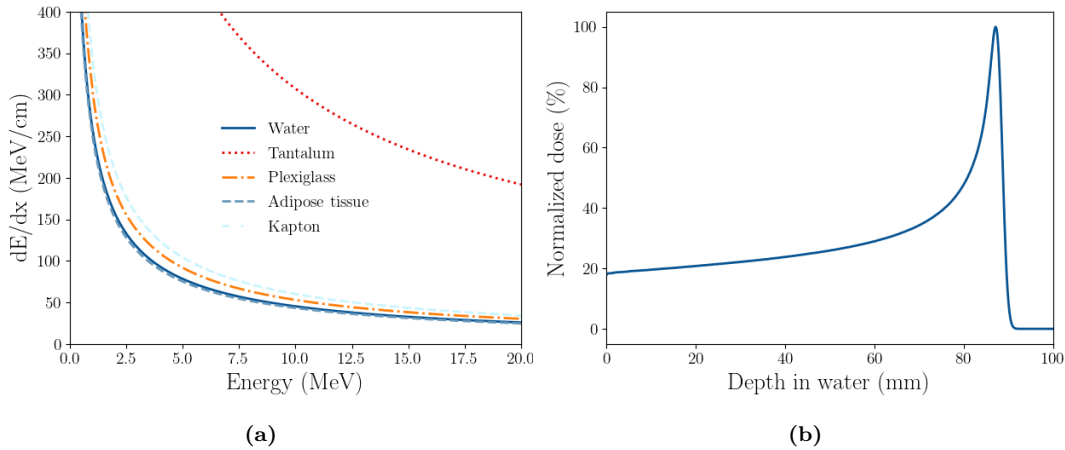 400
350
300
250
200
150
100
50
0
dE/dx (MeV/cm)
Water
Tantalum
Plexiglass
Adipose tissue
Kapton
0.0 2.5 5.0 7.5 10.0 12.5 15.0 17.5 20.0
Energy (MeV)
(a)
100
80
60
40
20
0
Normalized dose (%)
0 20 40 60 80 100
Depth in water (mm)
(b)